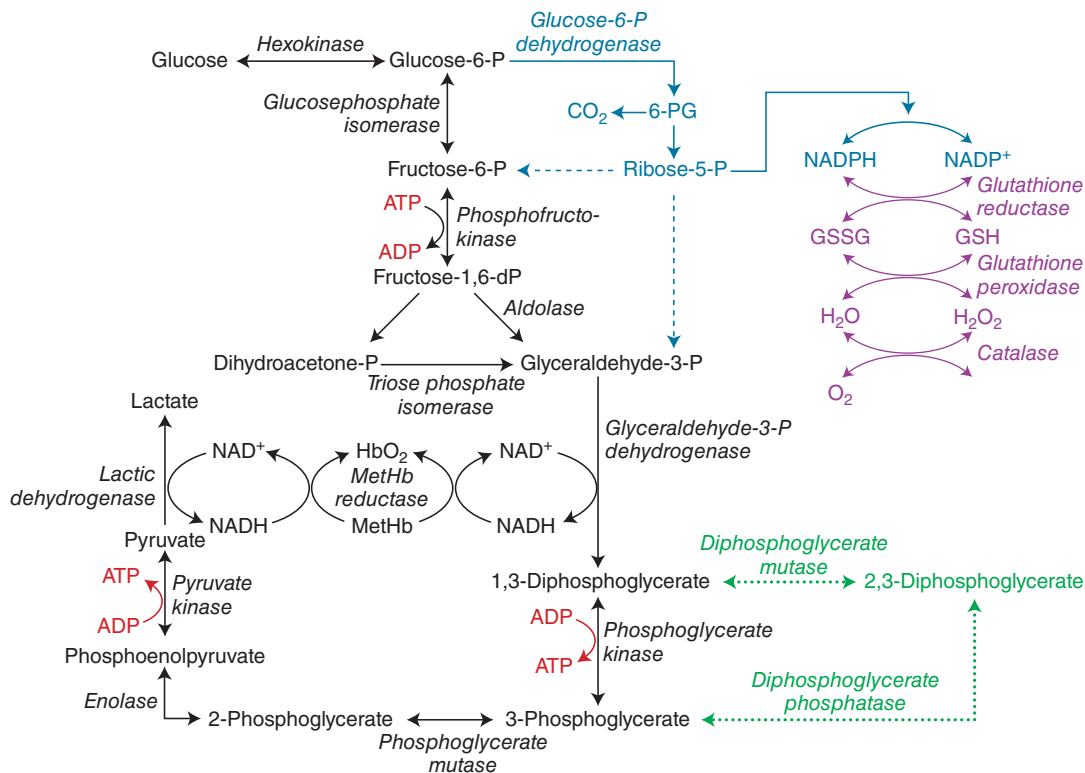 Glucose-6-P
dehydrogenase
Hexokinase
Glucose
Glucose-6-P
Glucosephosphate
isomerase
CO₂
6-PG
Fructose-6-P
Ribose-5-P
NADPH
NADP⁺
Glutathione
reductase
ATP
Phosphofructo-
kinase
ADP
GSSG
GSH
Glutathione
peroxidase
Fructose-1,6-dP
Aldolase
H₂O
H₂O₂
Catalase
Dihydroacetone-P
Glyceraldehyde-3-P
Triose phosphate
isomerase
O₂
Lactate
Glyceraldehyde-3-P
dehydrogenase
NAD⁺
HbO₂
NAD⁺
Lactic
dehydrogenase
MetHb
reductase
NADH
MetHb
NADH
Pyruvate
Diphosphoglycerate
mutase
ATP
Pyruvate
kinase
ADP
1,3-Diphosphoglycerate
2,3-Diphosphoglycerate
ADP
Phosphoglycerate
kinase
ATP
Phosphoenolpyruvate
Enolase
Diphosphoglycerate
phosphatase
2-Phosphoglycerate
3-Phosphoglycerate
Phosphoglycerate
mutase